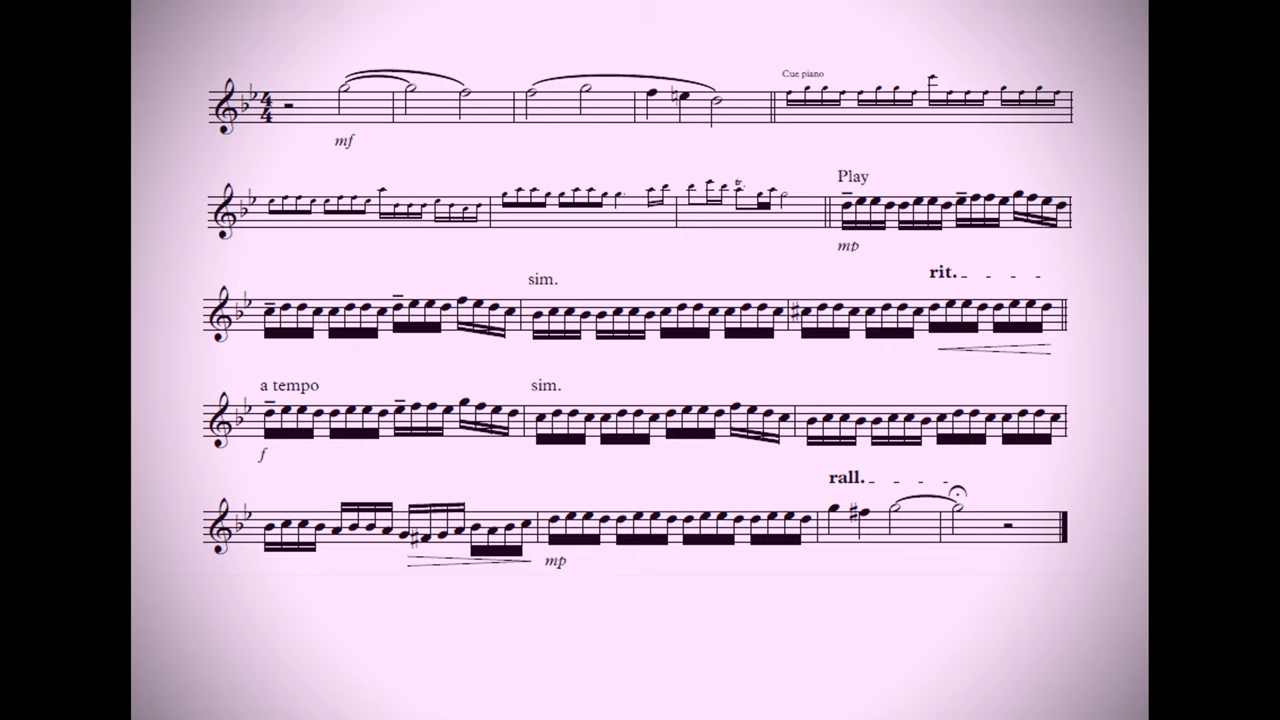 Cue piano
mf
Play
mp
rit.
sim.
a tempo
sim.
f
rall.
mp